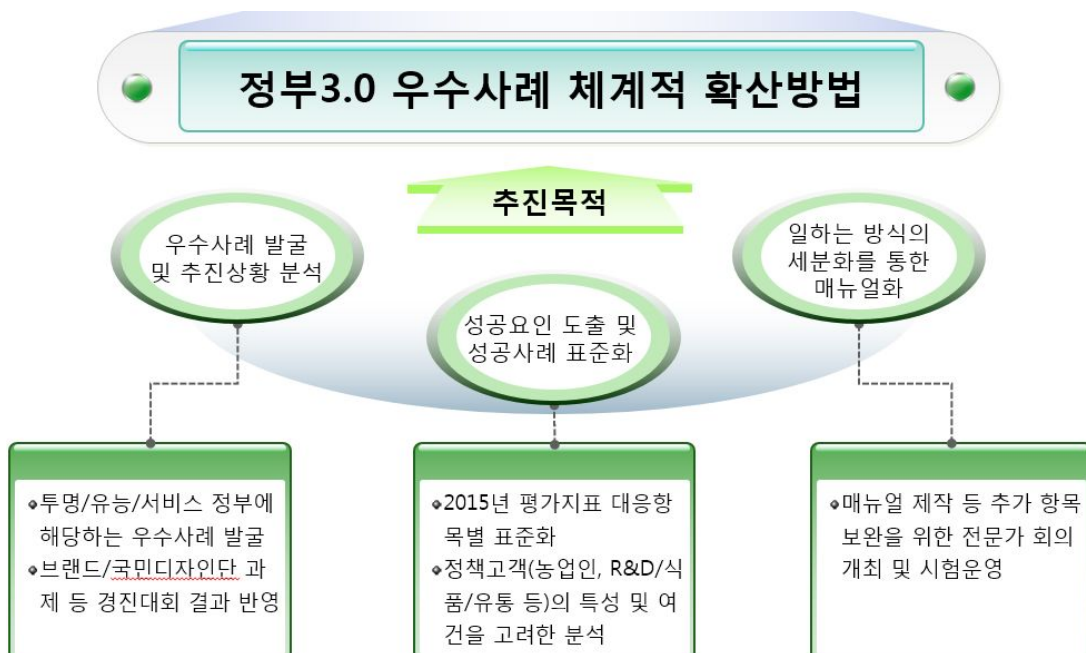 정부3.0 우수사례 체계적 확산방법
추진목적
우수사례 발굴
및 추진상황 분석
성공요인 도출 및
성공사례 표준화
일하는 방식의
세분화를 통한
매뉴얼화
투명/유능/서비스 정부에
해당하는 우수사례 발굴
브랜드/국민디자인단 과
제 등 경진대회 결과 반영
2015년 평가지표 대응항
목별 표준화
정책고객(농업인, R&D/식
품/유통 등)의 특성 및 여
건을 고려한 분석
매뉴얼 제작 등 추가 항목
보완을 위한 전문가 회의
개최 및 시험운영